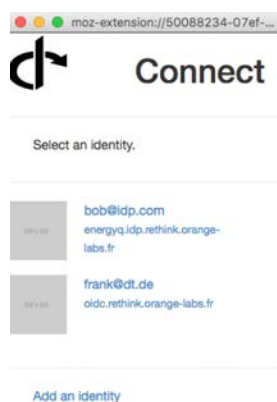 moz-extension://50088234-07ef-...
Connect
Select an identity.
bob@idp.com
energyq.idp.rethink.orange-
labs.fr
frank@dt.de
oidc.rethink.orange-labs.fr
Add an identity